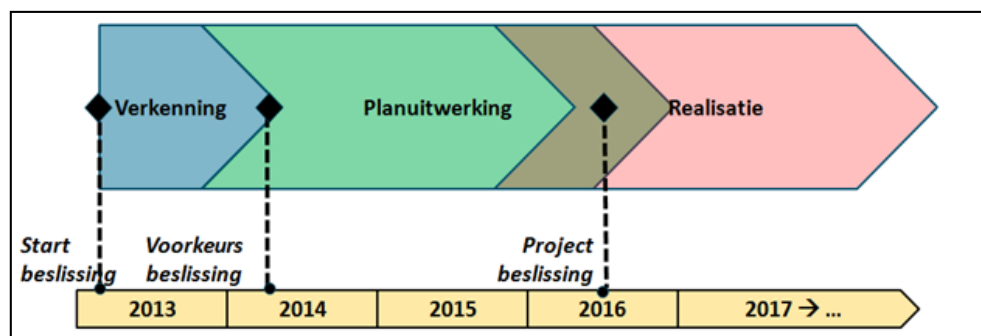 Verkenning
Planuitwerking
Realisatie
Start
beslissing
Voorkeurs
beslissing
Project
beslissing
2013
2014
2015
2016
2017 → ...